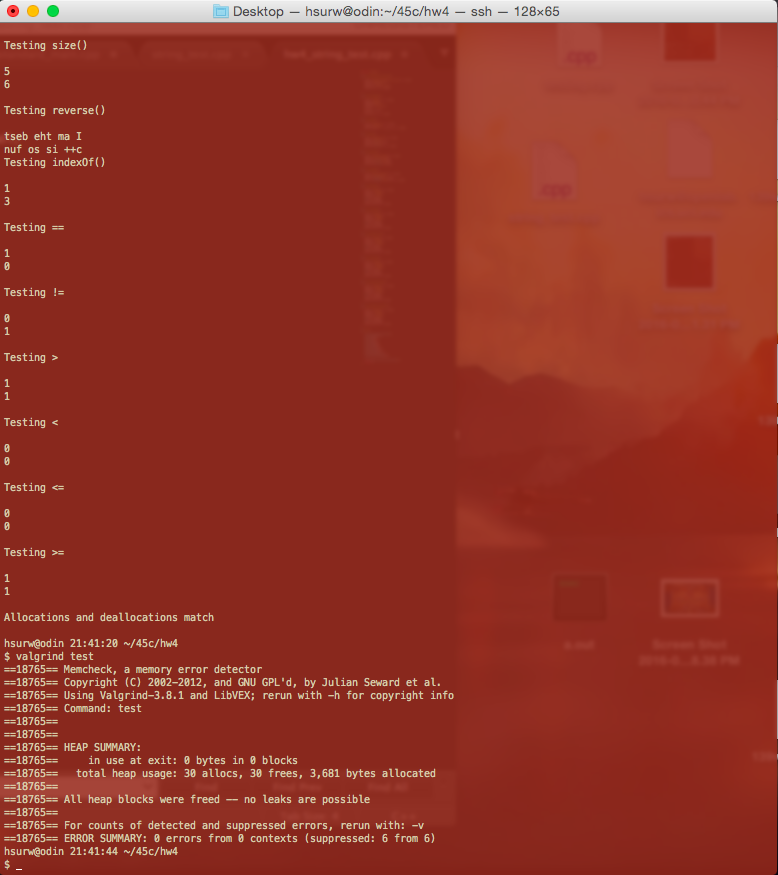 Desktop — hsurw@odin:~/45c/hw4 — ssh — 128×65
Testing size()
5
6
Testing reverse()
tseb eht ma I
nuf os si ++c
Testing indexOf()
1
3
Testing ==
1
0
Testing !=
0
1
Testing >
1
1
Testing <
0
0
Testing <=
0
0
Testing >=
1
1
Allocations and deallocations match
hsurw@odin 21:41:20 ~/45c/hw4
$ valgrind test
==18765== Memcheck, a memory error detector
==18765== Copyright (C) 2002-2012, and GNU GPL'd, by Julian Seward et al.
==18765== Using Valgrind-3.8.1 and LibVEX; rerun with -h for copyright info
==18765== Command: test
==18765==
==18765==
==18765== HEAP SUMMARY:
==18765==     in use at exit: 0 bytes in 0 blocks
==18765==   total heap usage: 30 allocs, 30 frees, 3,681 bytes allocated
==18765==
==18765== All heap blocks were freed -- no leaks are possible
==18765==
==18765== For counts of detected and suppressed errors, rerun with: -v
==18765== ERROR SUMMARY: 0 errors from 0 contexts (suppressed: 6 from 6)
hsurw@odin 21:41:44 ~/45c/hw4
$ _